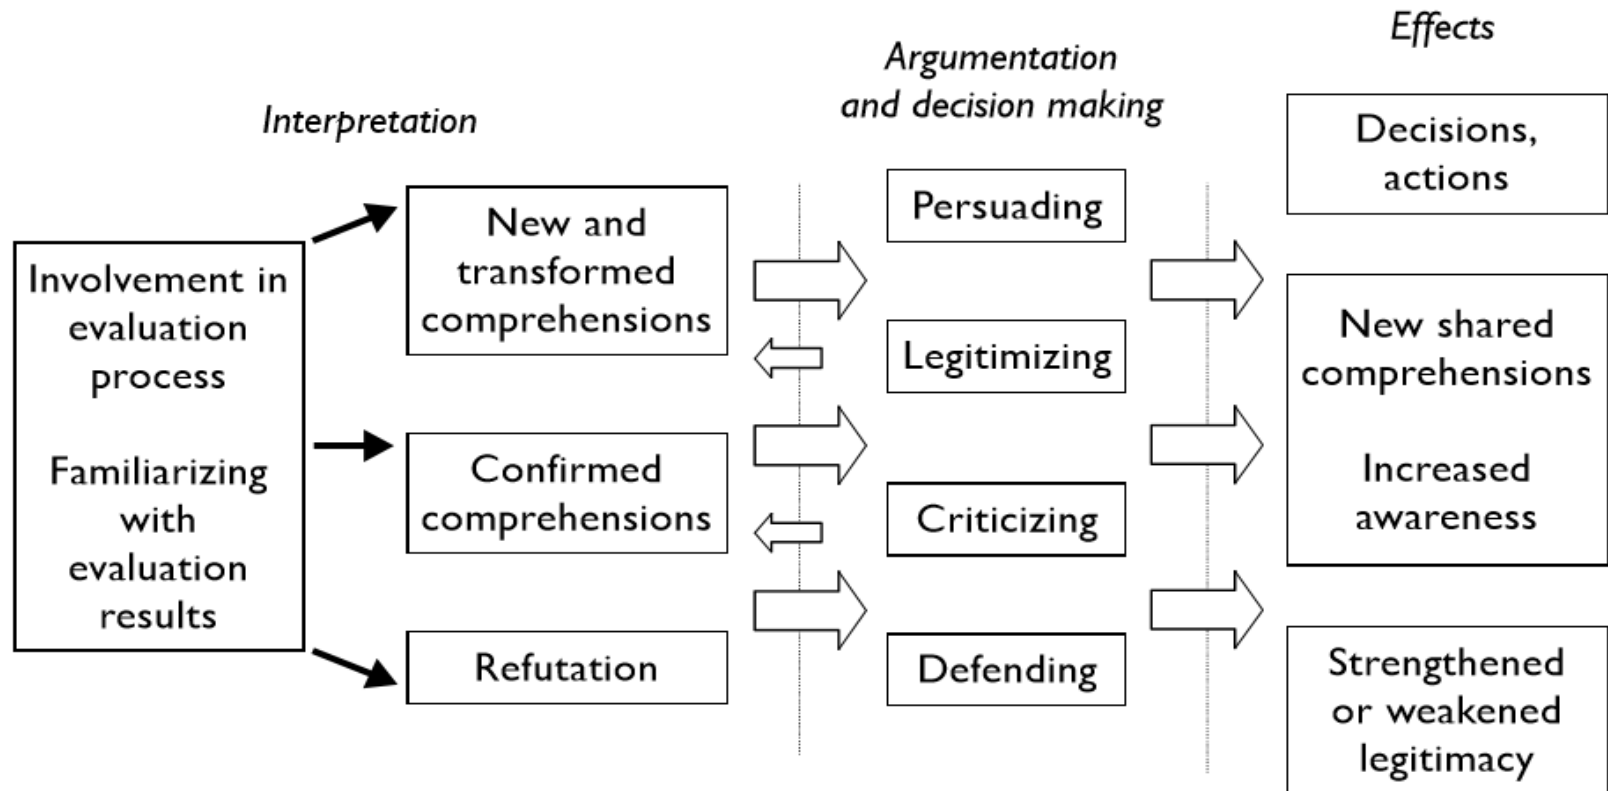 Interpretation
Involvement in
evaluation
process
Familiarizing
with
evaluation
results
New and
transformed
comprehensions
Confirmed
comprehensions
Refutation
Argumentation
and decision making
Persuading
Legitimizing
Criticizing
Defending
Effects
Decisions,
actions
New shared
comprehensions
Increased
awareness
Strengthened
or weakened
legitimacy